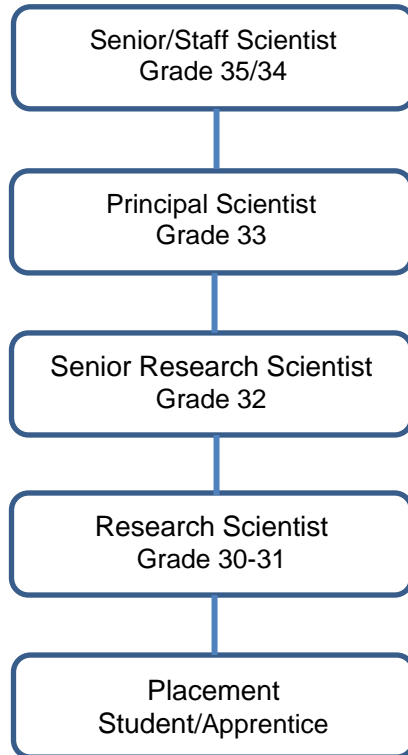 Senior/Staff Scientist
Grade 35/34
Principal Scientist
Grade 33
Senior Research Scientist
Grade 32
Research Scientist
Grade 30-31
Placement
Student/Apprentice